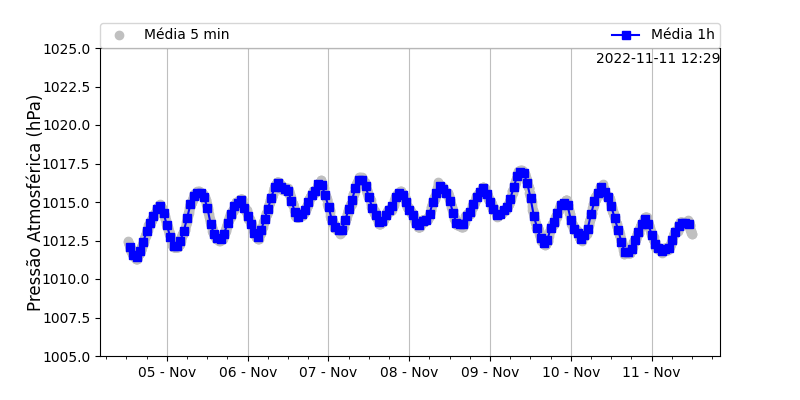 Média 5 min
Média 1h
2022-11-11 12:29
Pressão Atmosférica (hPa)
1025.0
1022.5
1020.0
1017.5
1015.0
1012.5
1010.0
1007.5
1005.0
05 - Nov
06 - Nov
07 - Nov
08 - Nov
09 - Nov
10 - Nov
11 - Nov